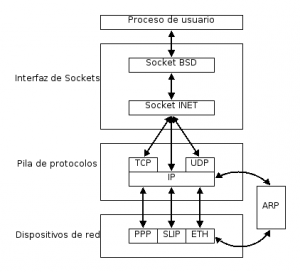 Proceso de usuario
Socket BSD
Interfaz de Sockets
Socket INET
TCP
UDP
Pila de protocolos
IP
ARP
Dispositivos de red
PPP
SLIP
ETH